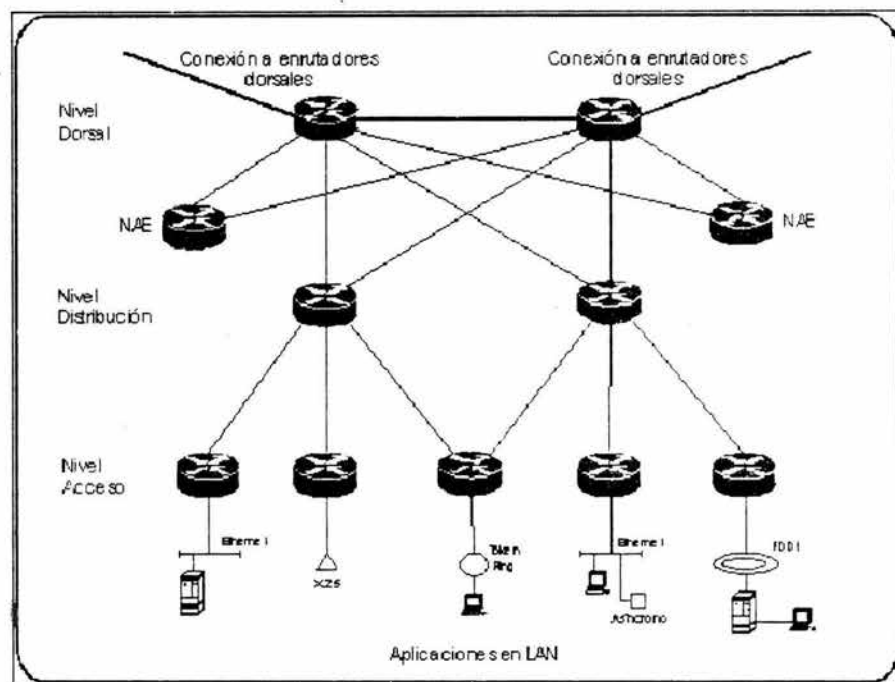 Conexión a enrutadores
dorsales
Conexión a enrutadores
dorsales
Nivel
Dorsal
NAE
NAE
Nivel
Distribución
Nivel
Acceso
Ethernet
X.25
Token
Ring
Ethernet
Asíncrono
FDDI
Aplicaciones en LAN